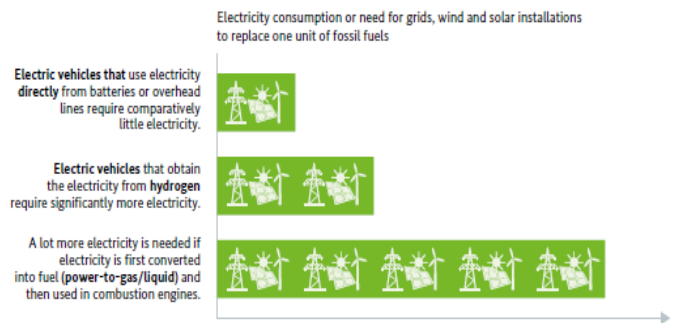 Electricity consumption or need for grids, wind and solar installations
to replace one unit of fossil fuels
Electric vehicles that use electricity
directly from batteries or overhead
lines require comparatively
little electricity.
Electric vehicles that obtain
the electricity from hydrogen
require significantly more electricity.
A lot more electricity is needed if
electricity is first converted
into fuel (power-to-gas/liquid) and
then used in combustion engines.